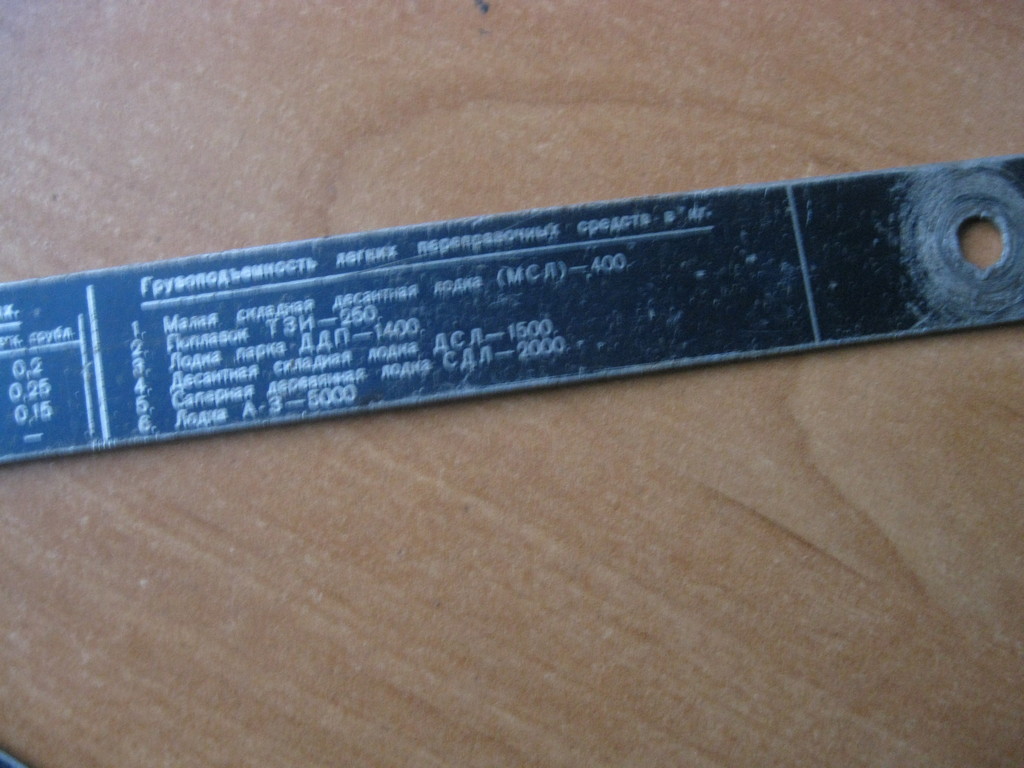 Грузоподъемность легких переправочных средств в кг.
1. Малая складная десантная лодка (МСЛ)—400.
2. Поплавок ТЗИ—250.
3. Лодка парка ДДП—1400.
4. Десантная складная лодка ДСЛ—1500.
5. Саперная деревянная лодка СДЛ—2000.
6. Лодка А-3—5000
0,2
0,25
0,15
—